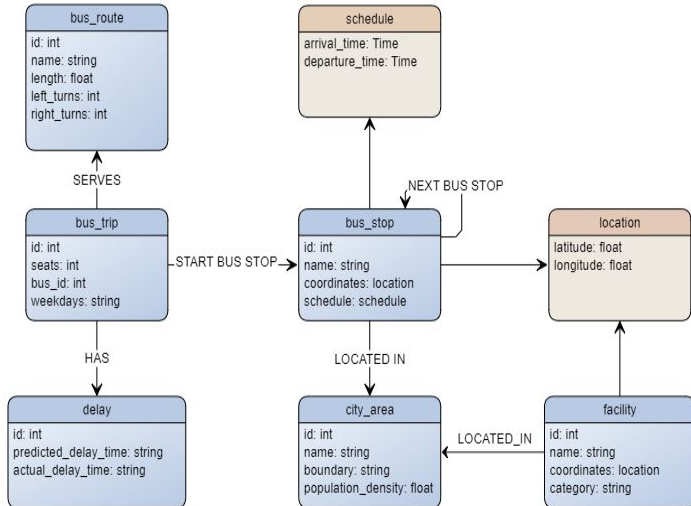 bus_route
id: int
name: string
length: float
left_turns: int
right_turns: int
schedule
arrival_time: Time
departure_time: Time
SERVES
NEXT BUS STOP
bus_trip
id: int
seats: int
bus_id: int
weekdays: string
START BUS STOP
bus_stop
id: int
name: string
coordinates: location
schedule: schedule
location
latitude: float
longitude: float
HAS
LOCATED IN
delay
id: int
predicted_delay_time: string
actual_delay_time: string
city_area
id: int
name: string
boundary: string
population_density: float
LOCATED_IN
facility
id: int
name: string
coordinates: location
category: string